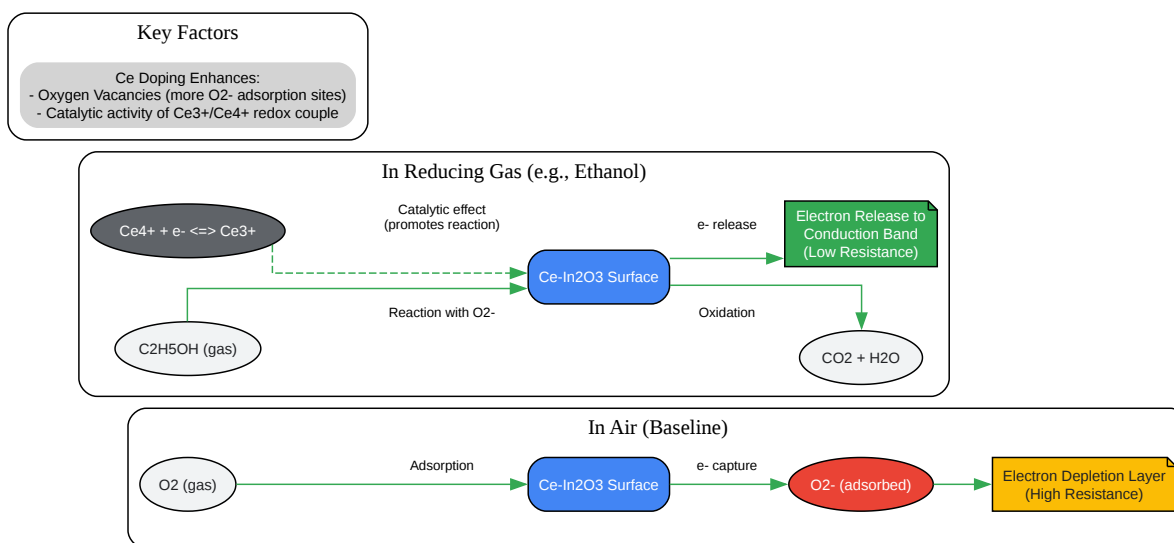 Key Factors
Ce Doping Enhances:
- Oxygen Vacancies (more O2- adsorption sites)
- Catalytic activity of Ce3+/Ce4+ redox couple
In Reducing Gas (e.g., Ethanol)
Ce4+ + e- <=> Ce3+
Catalytic effect
(promotes reaction)
e- release
Electron Release to
Conduction Band
(Low Resistance)
Ce-In2O3 Surface
C2H5OH (gas)
Reaction with O2-
Oxidation
CO2 + H2O
In Air (Baseline)
O2 (gas)
Adsorption
Ce-In2O3 Surface
e- capture
O2- (adsorbed)
Electron Depletion Layer
(High Resistance)